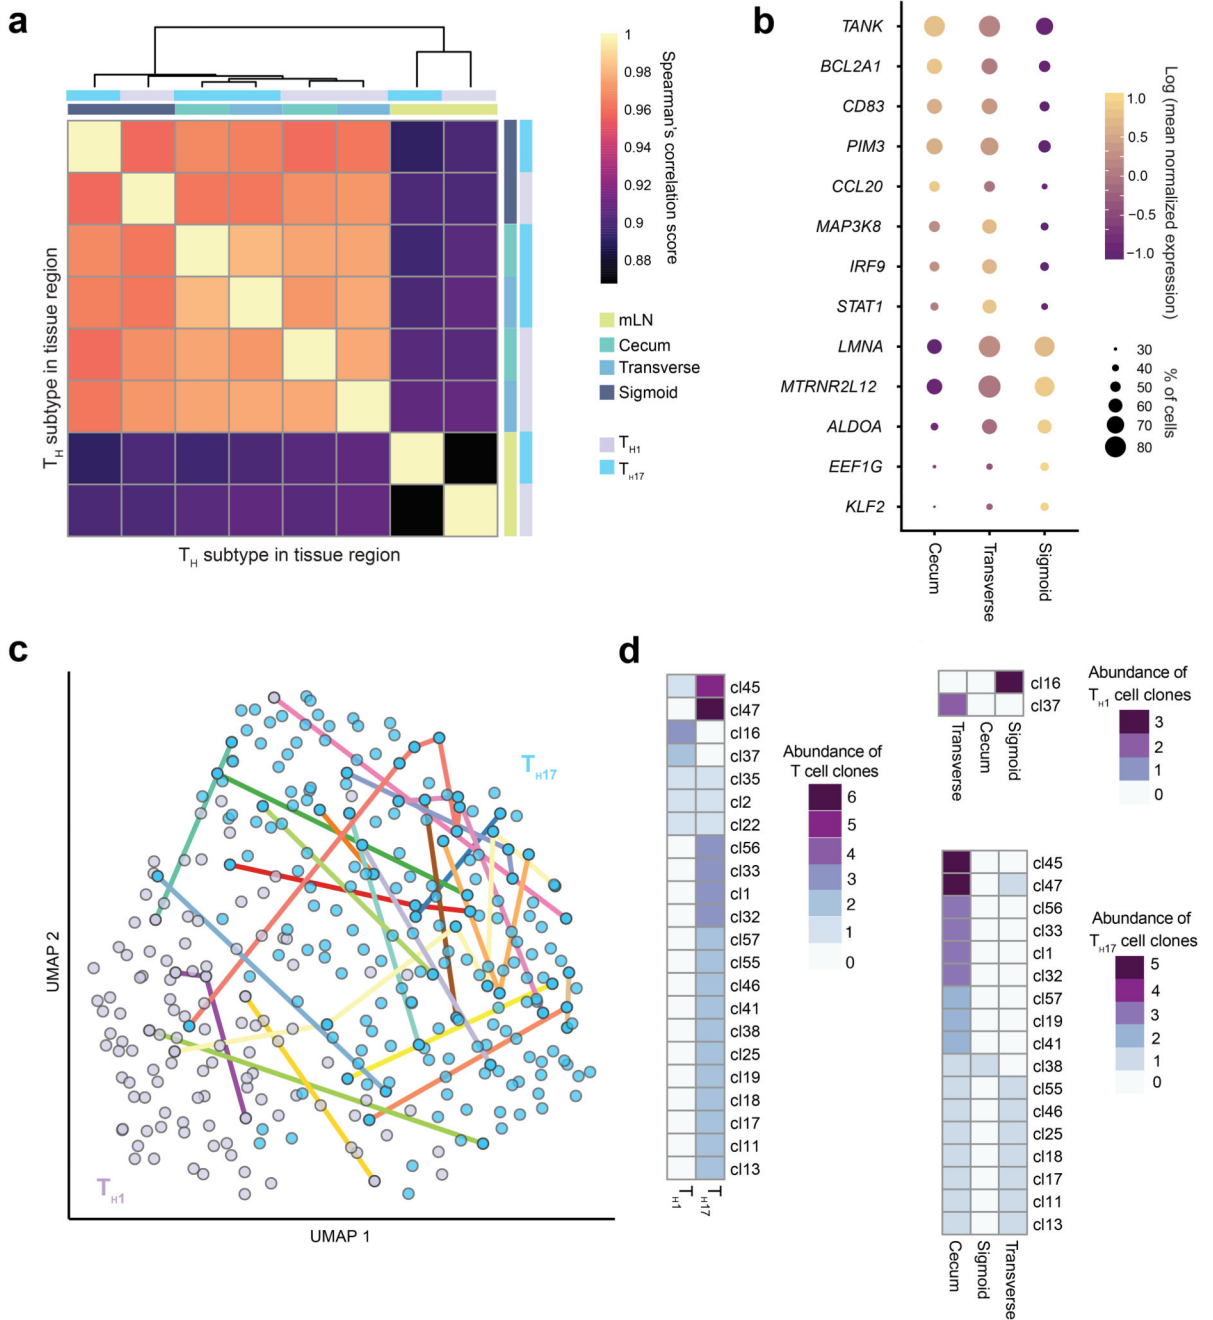 a
1
0.98
0.96
0.94
0.92
0.9
0.88
Spearman's correlation score
mLN
Cecum
Transverse
Sigmoid
TH1
TH17
TH subtype in tissue region
TH subtype in tissue region
b
TANK
BCL2A1
CD83
PIM3
CCL20
MAP3K8
IRF9
STAT1
LMNA
MTRNR2L12
ALDOA
EEF1G
KLF2
Cecum
Transverse
Sigmoid
1.0
0.5
0.0
−0.5
−1.0
Log (mean normalized expression)
30
40
50
60
70
80
% of cells
c
TH17
TH1
UMAP 2
UMAP 1
d
cl45
cl47
cl16
cl37
cl35
cl2
cl22
cl56
cl33
cl1
cl32
cl57
cl55
cl46
cl41
cl38
cl25
cl19
cl18
cl17
cl11
cl13
TH1
TH17
Abundance of
T cell clones
6
5
4
3
2
1
0
cl16
cl37
Transverse
Cecum
Sigmoid
Abundance of
TH1 cell clones
3
2
1
0
cl45
cl47
cl56
cl33
cl1
cl32
cl57
cl19
cl41
cl38
cl55
cl46
cl25
cl18
cl17
cl11
cl13
Cecum
Sigmoid
Transverse
Abundance of
TH17 cell clones
5
4
3
2
1
0